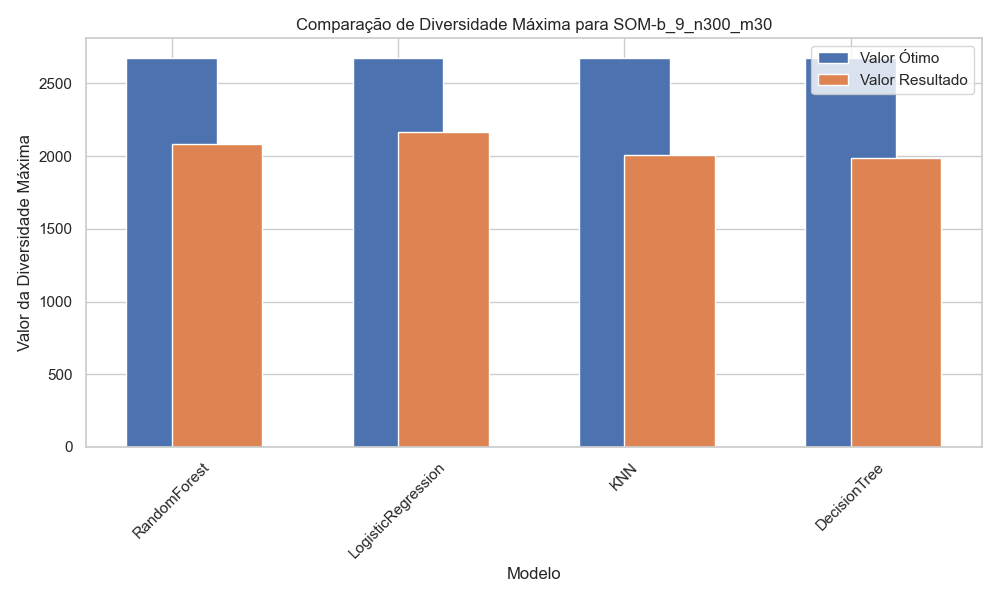 Comparação de Diversidade Máxima para SOM-b_9_n300_m30
Valor Ótimo
Valor Resultado
Valor da Diversidade Máxima
2500
2000
1500
1000
500
0
RandomForest
LogisticRegression
KNN
DecisionTree
Modelo